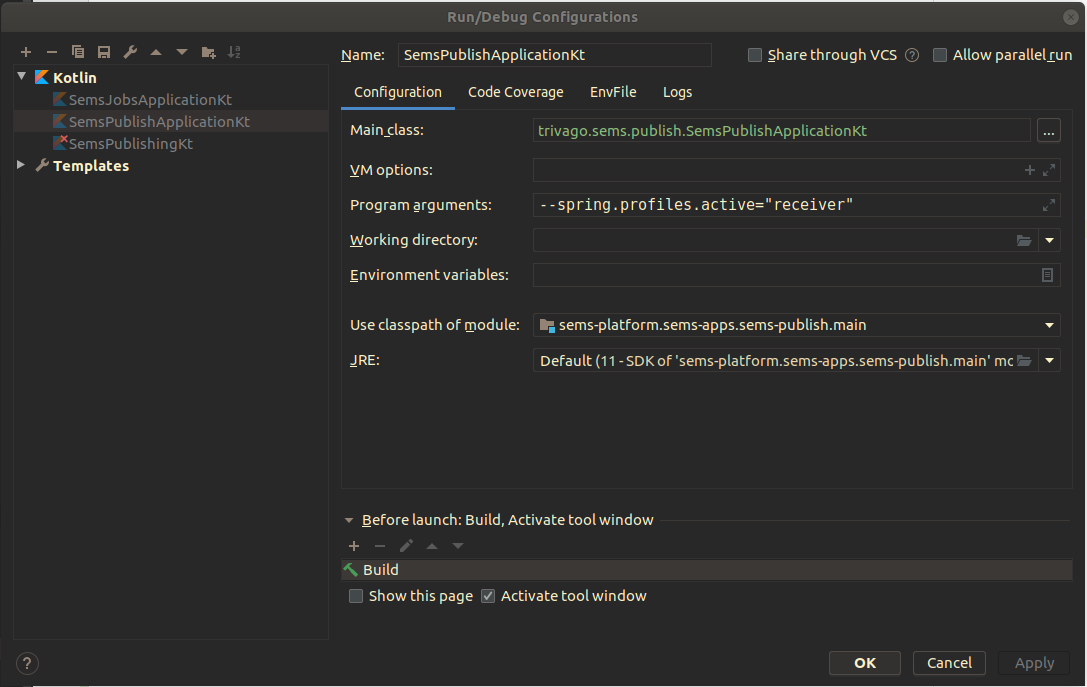 Run/Debug Configurations
Name: SemsPublishApplicationKt Share through VCS ? Allow parallel run
Kotlin
SemsJobsApplicationKt
SemsPublishApplicationKt
SemsPublishingKt
Templates
Configuration Code Coverage EnvFile Logs
Main class: trivago.sems.publish.SemsPublishApplicationKt ...
VM options:
Program arguments: --spring.profiles.active="receiver"
Working directory:
Environment variables:
Use classpath of module: sems-platform.sems-apps.sems-publish.main
JRE: Default (11 - SDK of 'sems-platform.sems-apps.sems-publish.main' mo
Before launch: Build, Activate tool window
Build
Show this page Activate tool window
? OK Cancel Apply